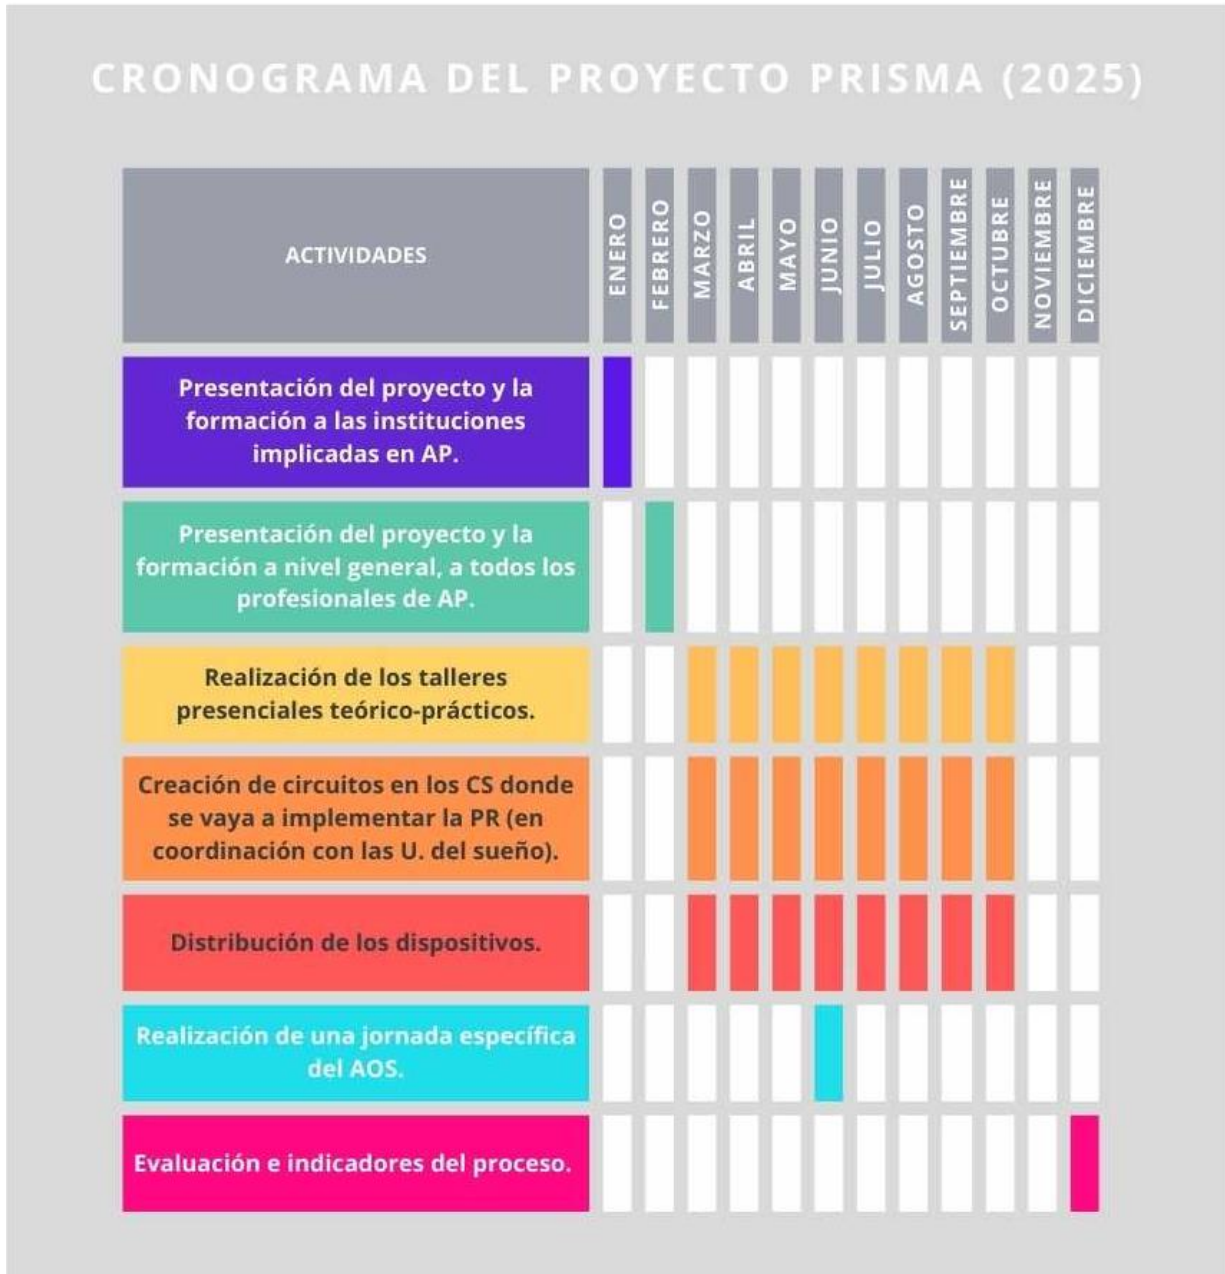 CRONOGRAMA DEL PROYECTO PRISMA (2025)
ACTIVIDADES
ENERO
FEBRERO
MARZO
ABRIL
MAYO
JUNIO
JULIO
AGOSTO
SEPTIEMBRE
OCTUBRE
NOVIEMBRE
DICIEMBRE
Presentación del proyecto y la
formación a las instituciones
implicadas en AP.
Presentación del proyecto y la
formación a nivel general, a todos los
profesionales de AP.
Realización de los talleres
presenciales teórico-prácticos.
Creación de circuitos en los CS donde
se vaya a implementar la PR (en
coordinación con las U. del sueño).
Distribución de los dispositivos.
Realización de una jornada específica
del AOS.
Evaluación e indicadores del proceso.